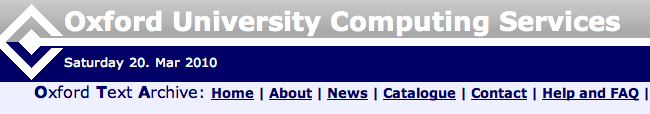 Oxford University Computing Services
Saturday 20. Mar 2010
Oxford Text Archive: Home | About | News | Catalogue | Contact | Help and FAQ |